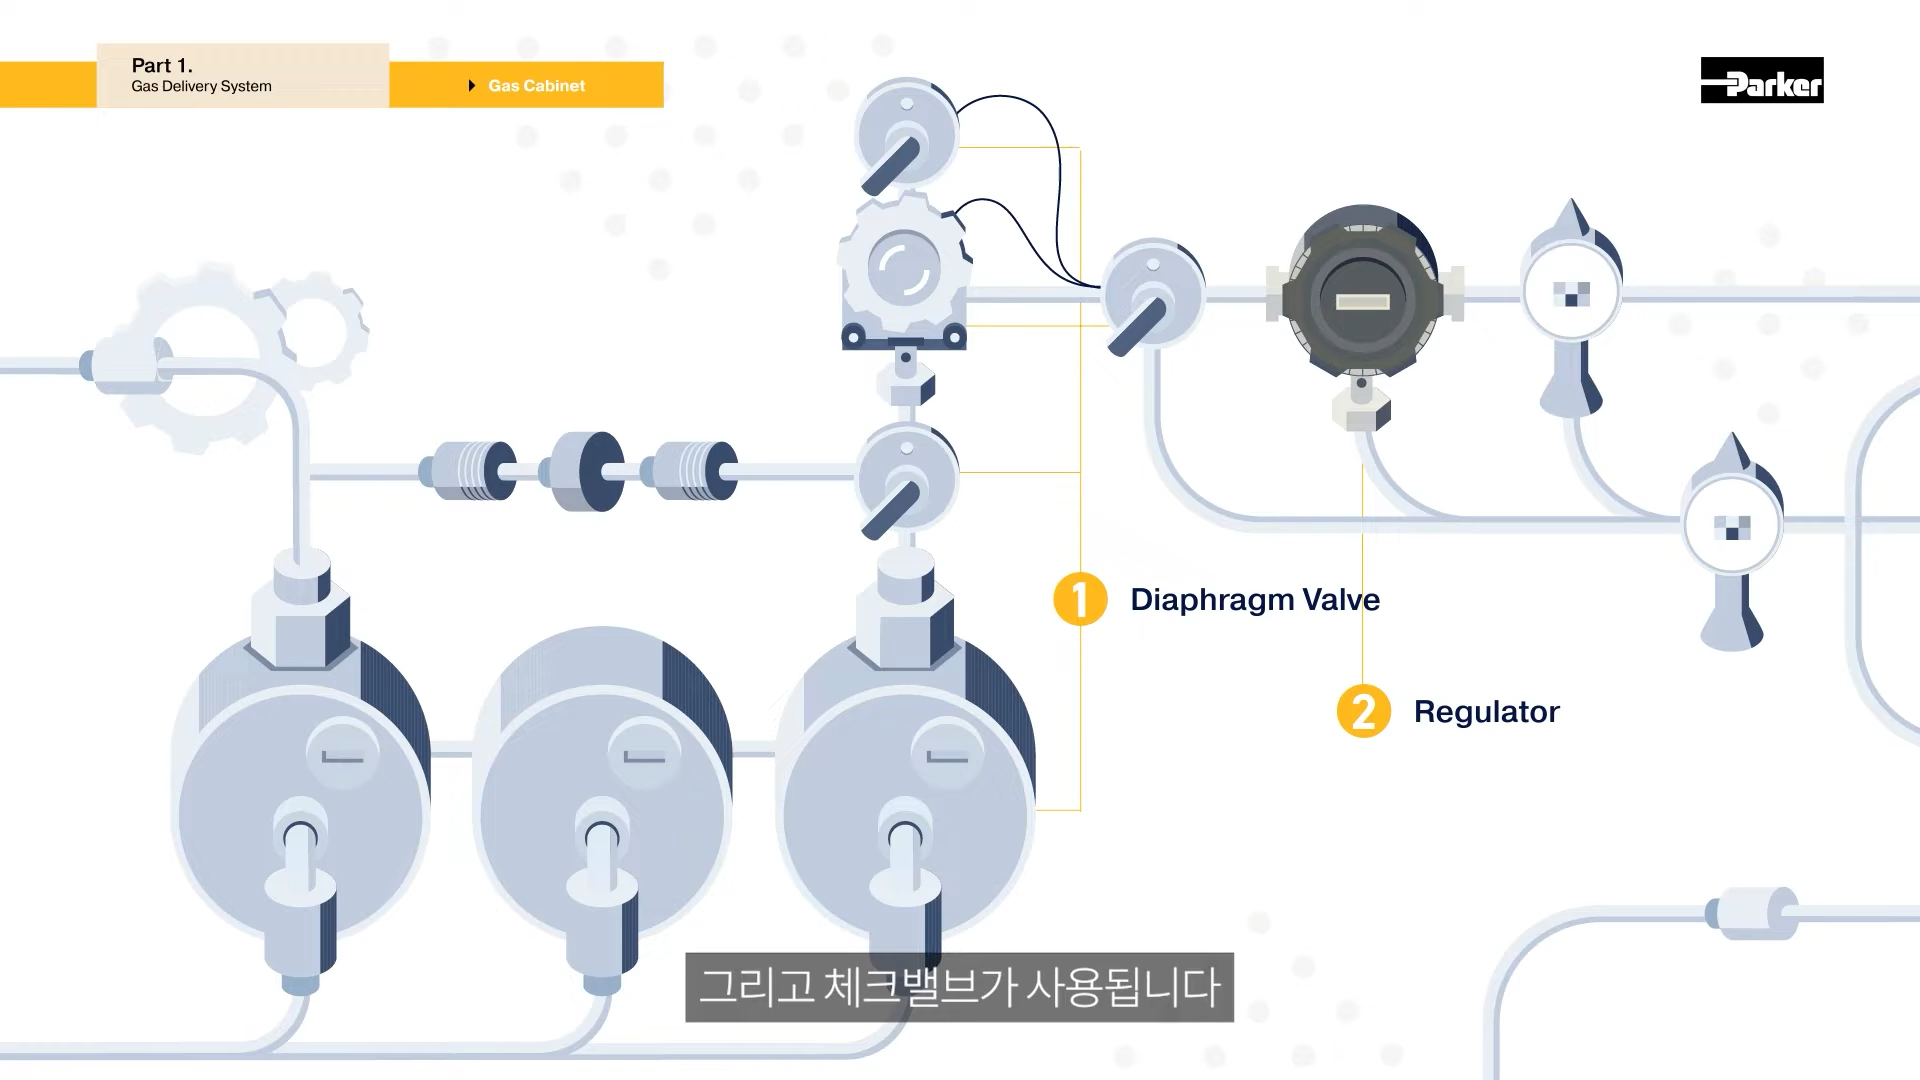 Part 1.
Gas Delivery System
Gas Cabinet
Parker
1 Diaphragm Valve
2 Regulator
그리고 체크밸브가 사용됩니다